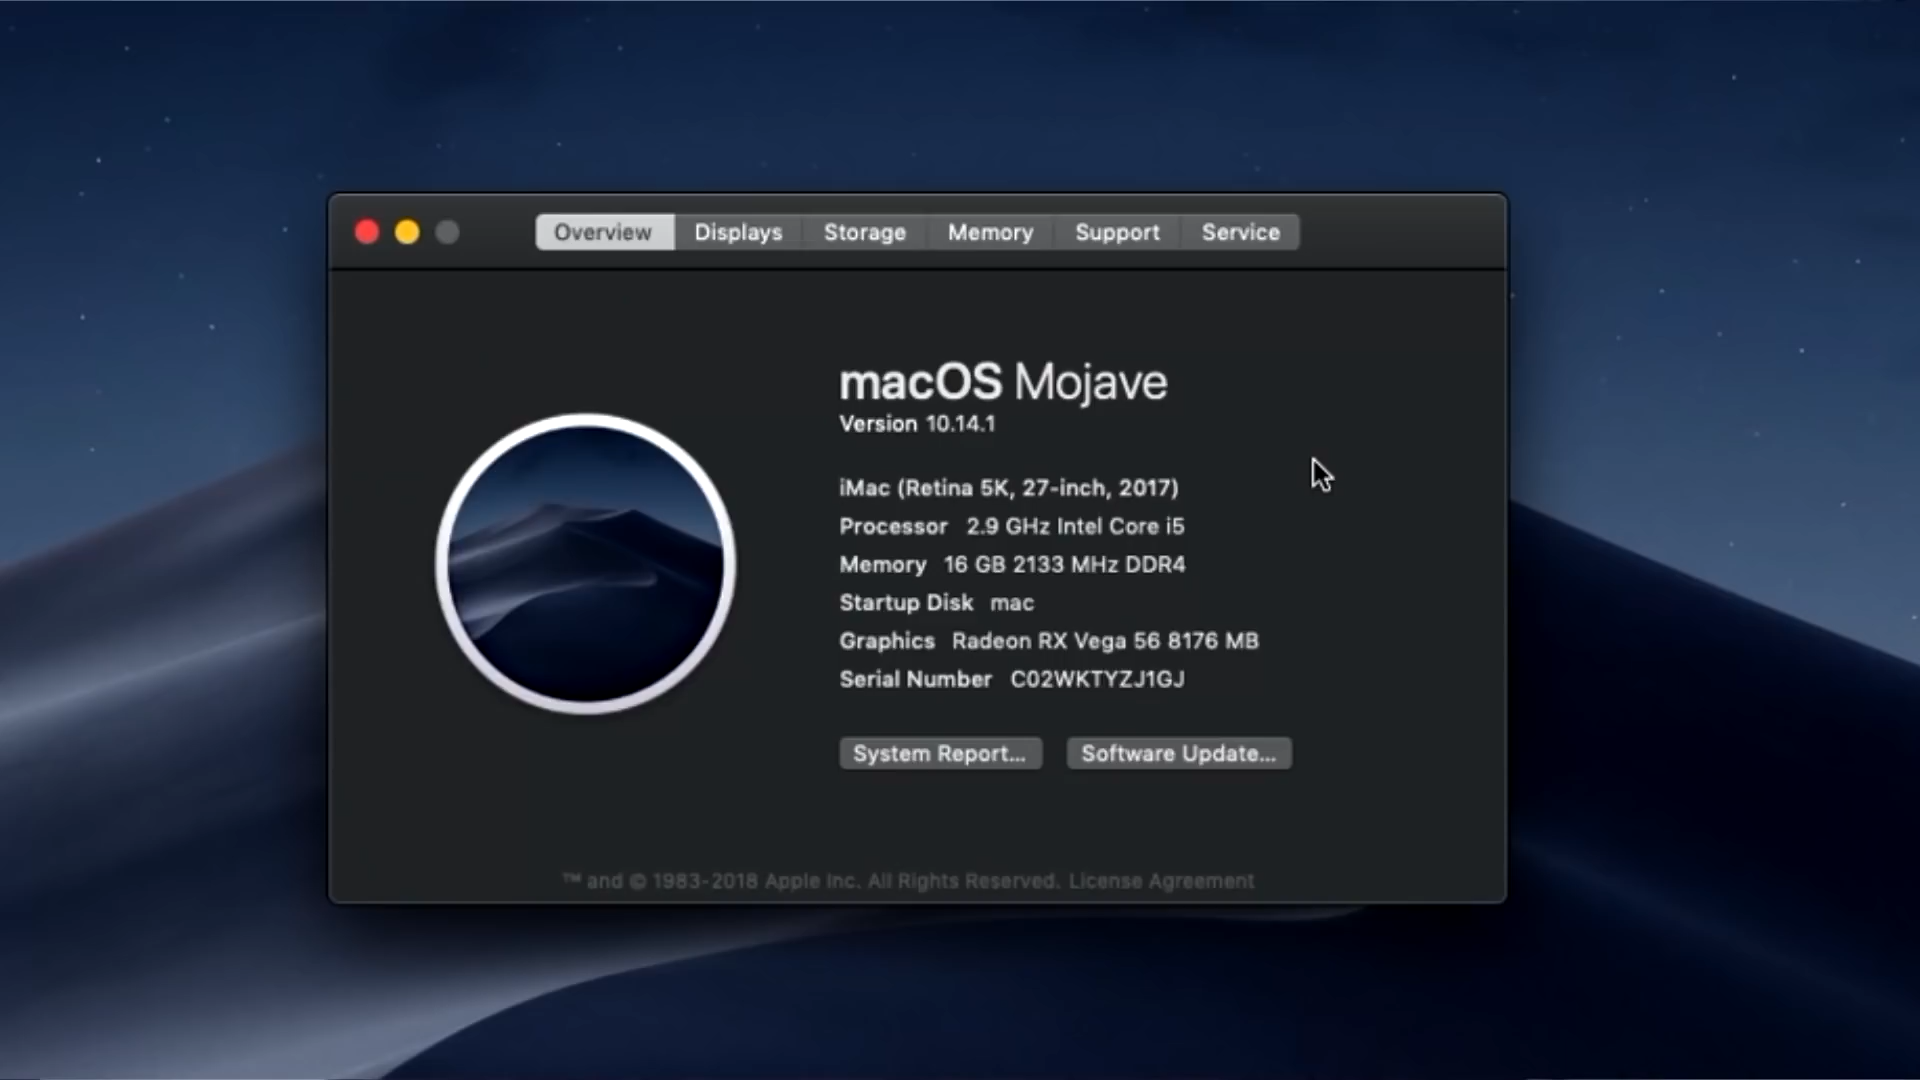 Overview Displays Storage Memory Support Service
macOS Mojave
Version 10.14.1
iMac (Retina 5K, 27-inch, 2017)
Processor 2.9 GHz Intel Core i5
Memory 16 GB 2133 MHz DDR4
Startup Disk mac
Graphics Radeon RX Vega 56 8176 MB
Serial Number C02WKTYZJ1GJ
System Report... Software Update...
™ and © 1983-2018 Apple Inc. All Rights Reserved. License Agreement